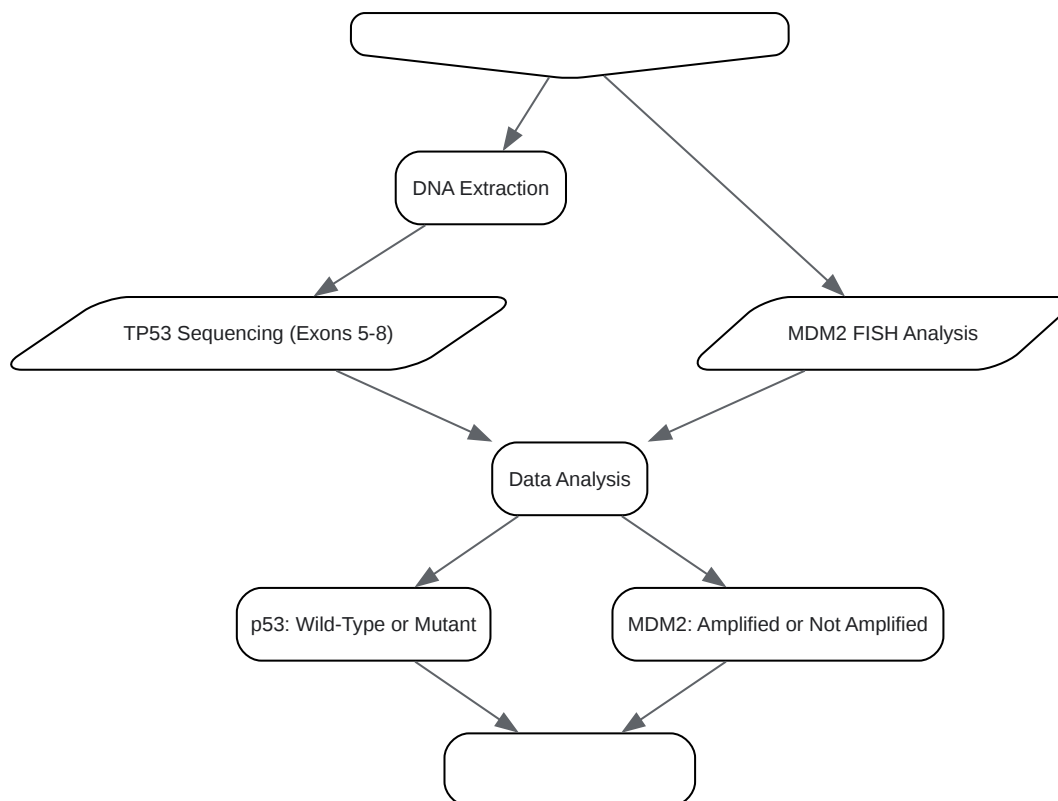 DNA Extraction
TP53 Sequencing (Exons 5-8)
MDM2 FISH Analysis
Data Analysis
p53: Wild-Type or Mutant
MDM2: Amplified or Not Amplified